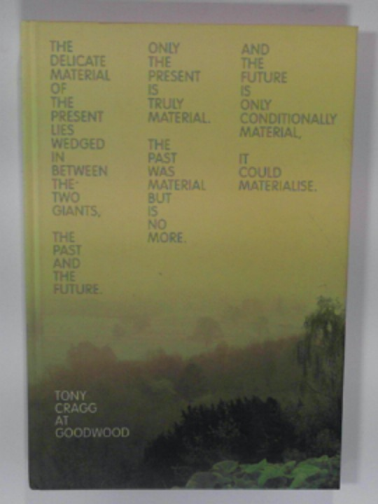 THE
DELICATE
MATERIAL
OF
THE
PRESENT
LIES
WEDGED
IN
BETWEEN
THE
TWO
GIANTS,
THE
PAST
AND
THE
FUTURE.
ONLY
THE
PRESENT
IS
TRULY
MATERIAL.
THE
PAST
WAS
MATERIAL
BUT
IS
NO
MORE.
AND
THE
FUTURE
IS
ONLY
CONDITIONALLY
MATERIAL,
IT
COULD
MATERIALISE.
TONY
CRAGG
AT
GOODWOOD